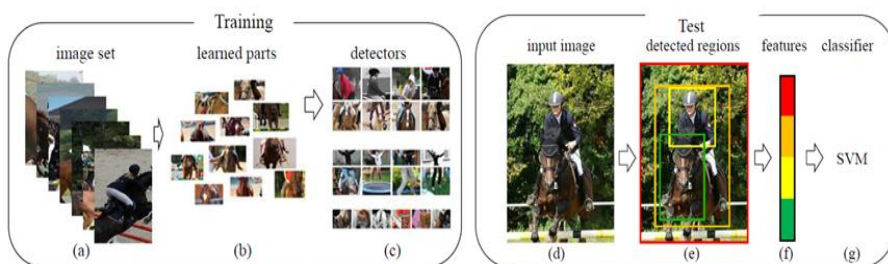 Training
image set
learned parts
detectors
(a)
(b)
(c)
Test
input image
detected regions
features
classifier
SVM
(d)
(e)
(f)
(g)